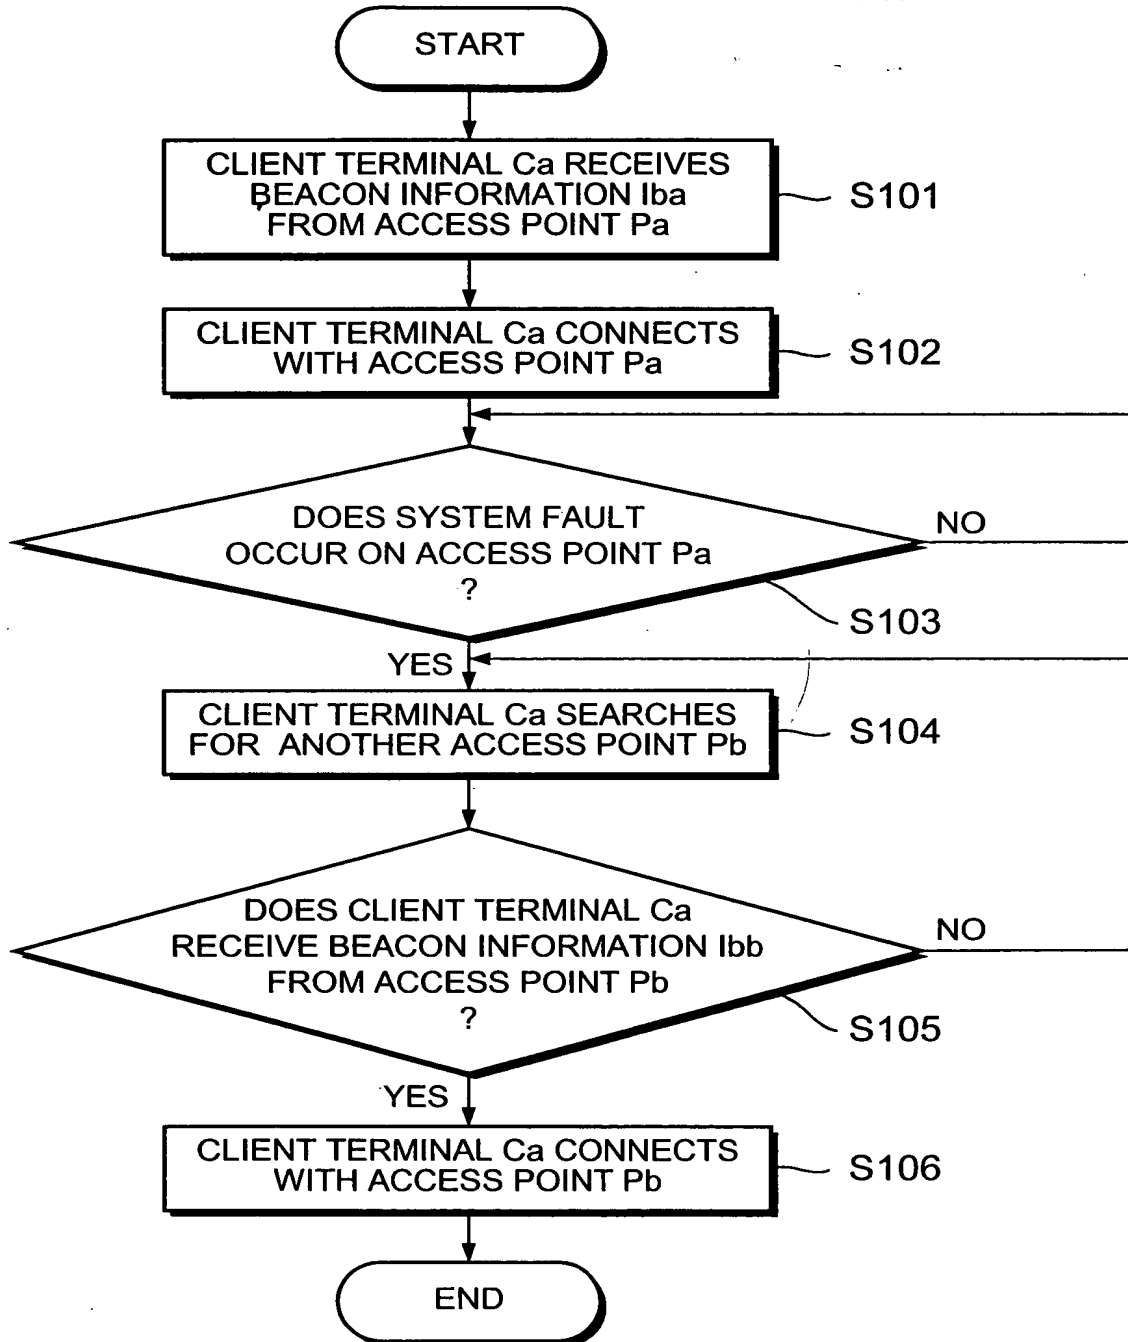 START
CLIENT TERMINAL Ca RECEIVES
BEACON INFORMATION Iba
FROM ACCESS POINT Pa
S101
CLIENT TERMINAL Ca CONNECTS
WITH ACCESS POINT Pa
S102
DOES SYSTEM FAULT
OCCUR ON ACCESS POINT Pa
?
NO
S103
YES
CLIENT TERMINAL Ca SEARCHES
FOR ANOTHER ACCESS POINT Pb
S104
DOES CLIENT TERMINAL Ca
RECEIVE BEACON INFORMATION Ibb
FROM ACCESS POINT Pb
?
NO
S105
YES
CLIENT TERMINAL Ca CONNECTS
WITH ACCESS POINT Pb
S106
END